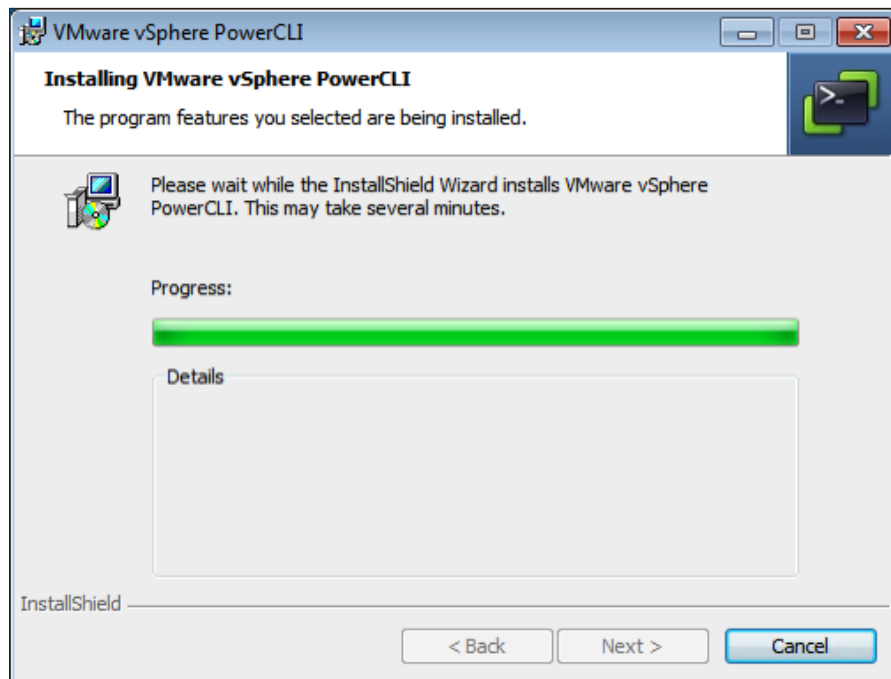 VMware vSphere PowerCLI
Installing VMware vSphere PowerCLI
The program features you selected are being installed.
>_
Please wait while the InstallShield Wizard installs VMware vSphere
PowerCLI. This may take several minutes.
Progress:
Details
InstallShield
< Back
Next >
Cancel